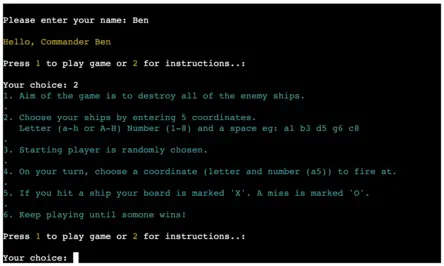 Please enter your name: Ben
Hello, Commander Ben
Press 1 to play game or 2 for instructions..:
Your choice: 2
1. Aim of the game is to destroy all of the enemy ships.
.
2. Choose your ships by entering 5 coordinates.
Letter (a-h or A-H) Number (1-8) and a space eg: a1 b3 d5 g6 c8
.
3. Starting player is randomly chosen.
.
4. On your turn, choose a coordinate (letter and number (a5)) to fire at.
.
5. If you hit a ship your board is marked 'X'. A miss is marked 'O'.
.
6. Keep playing until somone wins!
Press 1 to play game or 2 for instructions..:
Your choice: